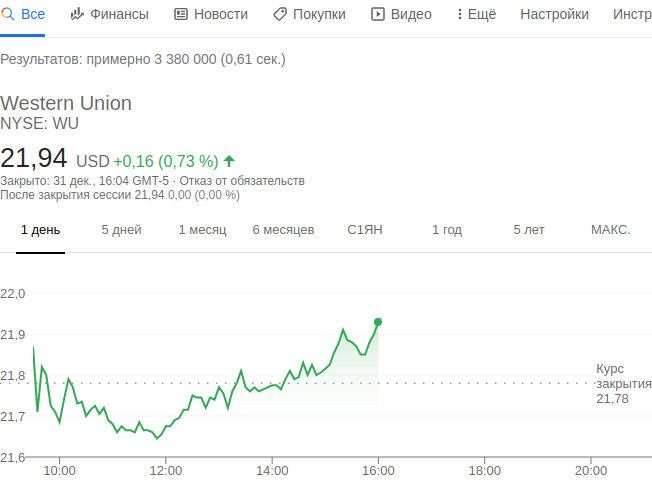 Все Финансы Новости Покупки Видео Ещё Настройки Инстр
Результатов: примерно 3 380 000 (0,61 сек.)
Western Union
NYSE: WU
21,94 USD +0,16 (0,73 %)
Закрыто: 31 дек., 16:04 GMT-5 · Отказ от обязательств
После закрытия сессии 21,94 0,00 (0,00 %)
1 день 5 дней 1 месяц 6 месяцев С1ЯН 1 год 5 лет МАКС.
22,0
21,9
21,8
21,7
21,6
Курс
закрытия
21,78
10:00 12:00 14:00 16:00 18:00 20:00